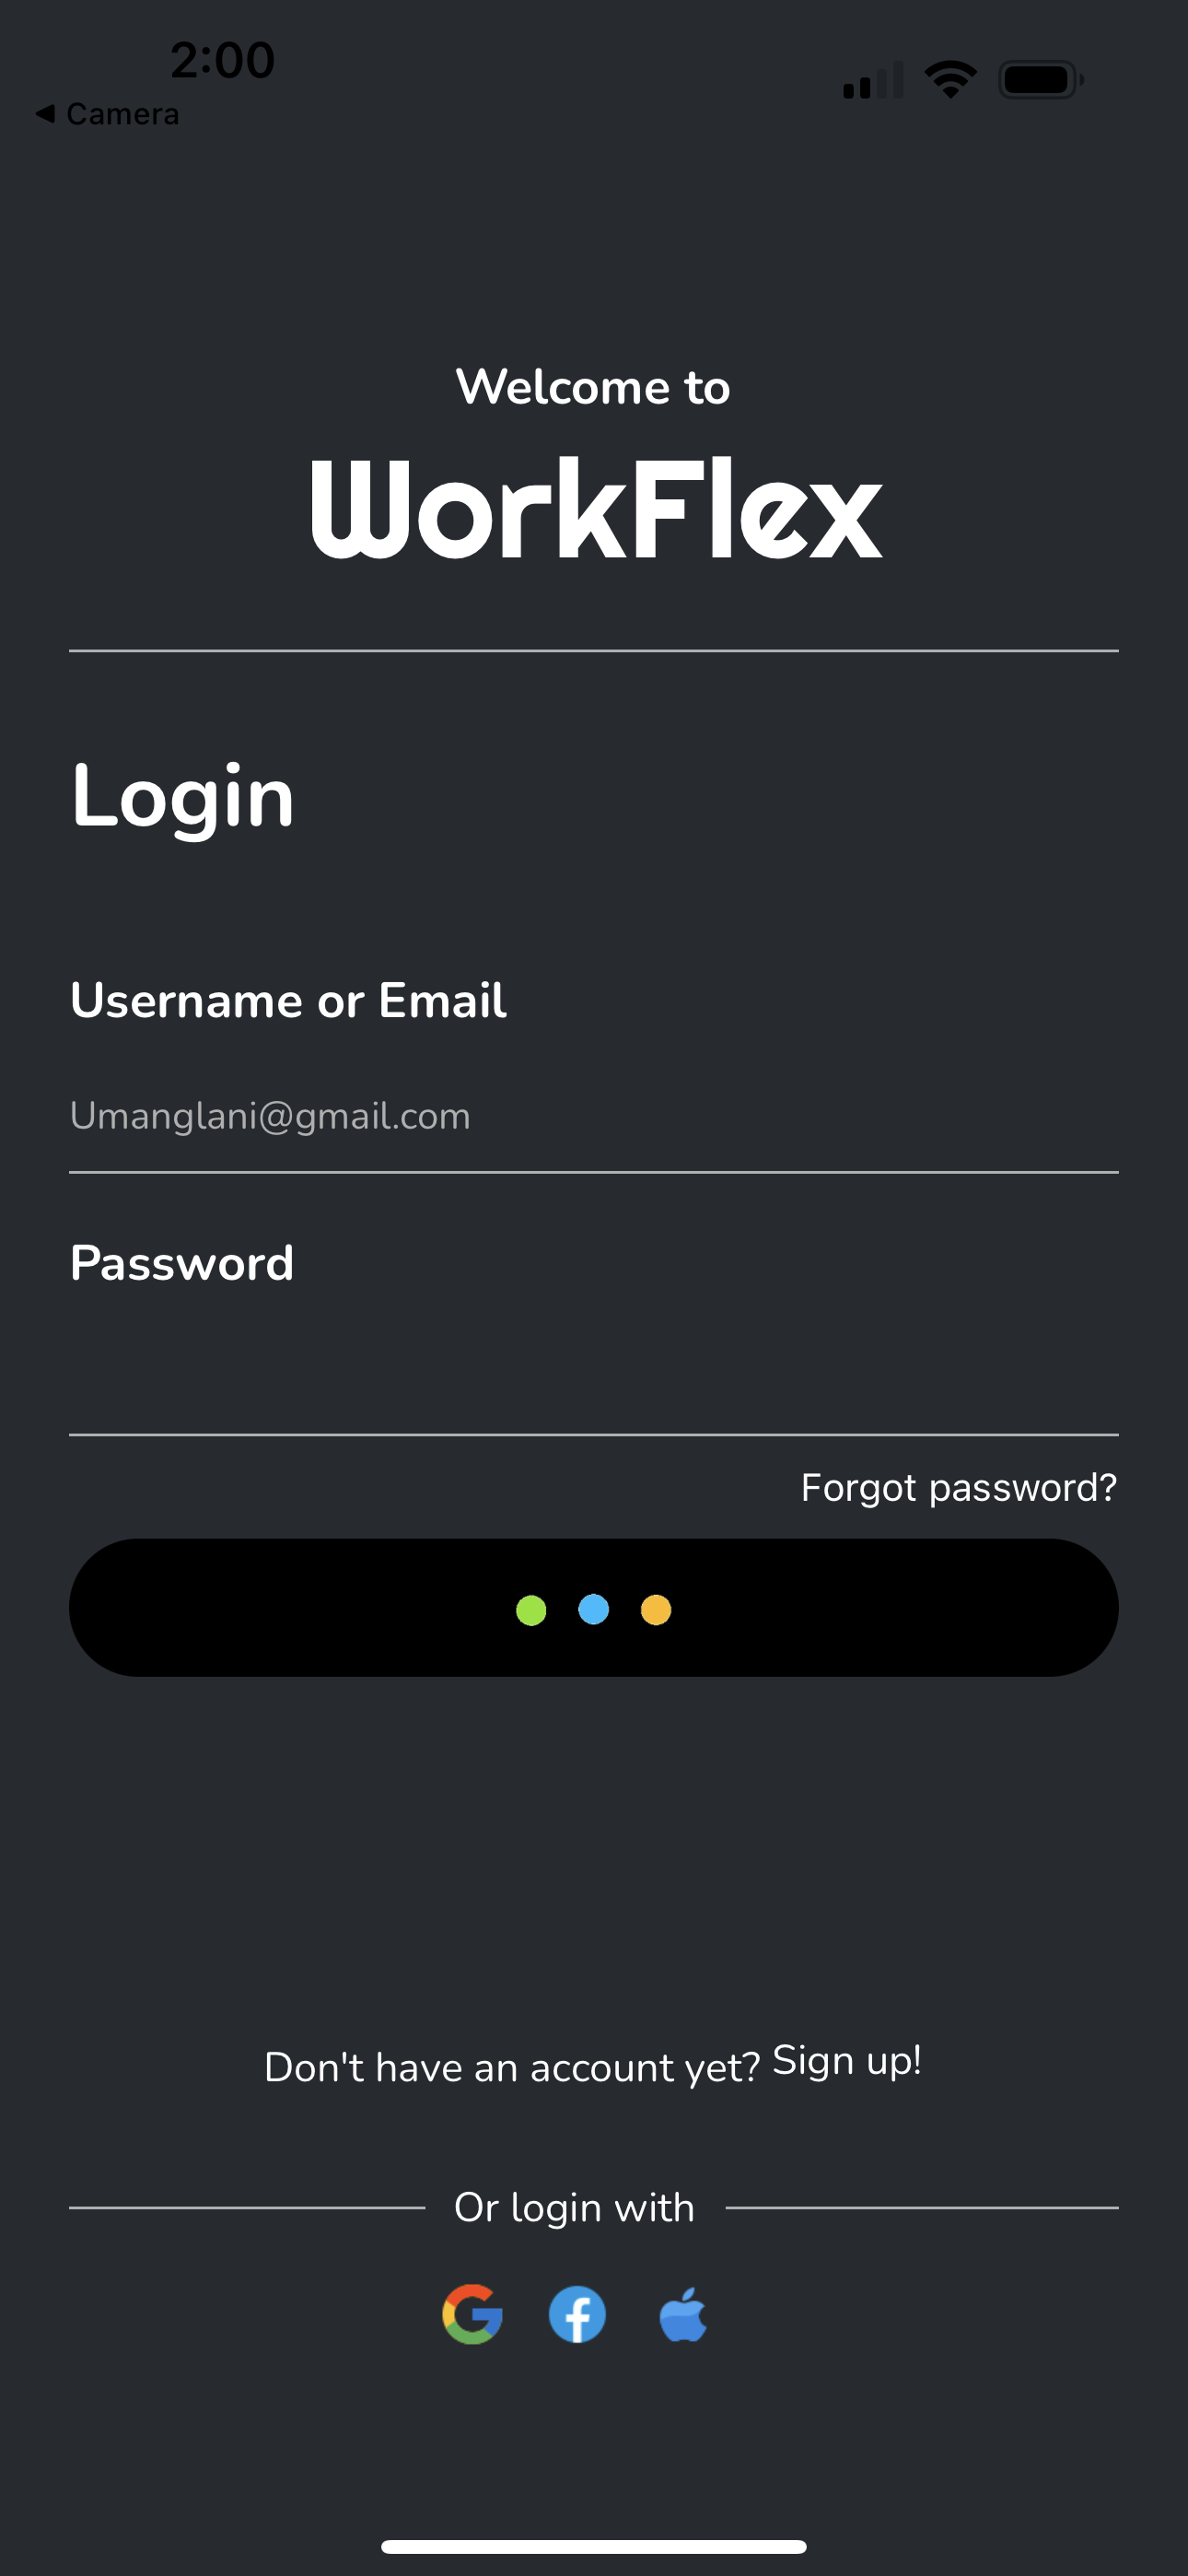 2:00
Camera
Welcome to
WorkFlex
Login
Username or Email
Umanglani@gmail.com
Password
Forgot password?
Don't have an account yet? Sign up!
Or login with